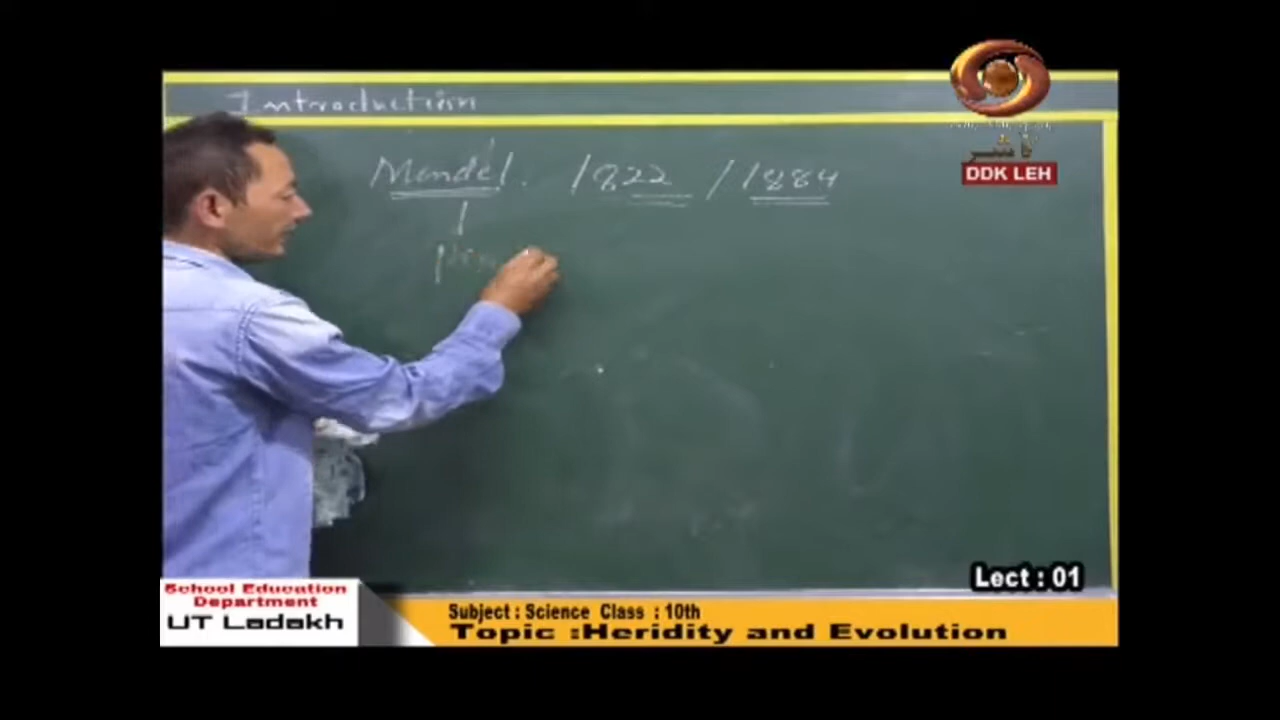 Introduction
Mendel. 1822 / 1884
DDK LEH
Lect : 01
School Education
Department
UT Ladakh
Subject : Science Class : 10th
Topic :Heridity and Evolution